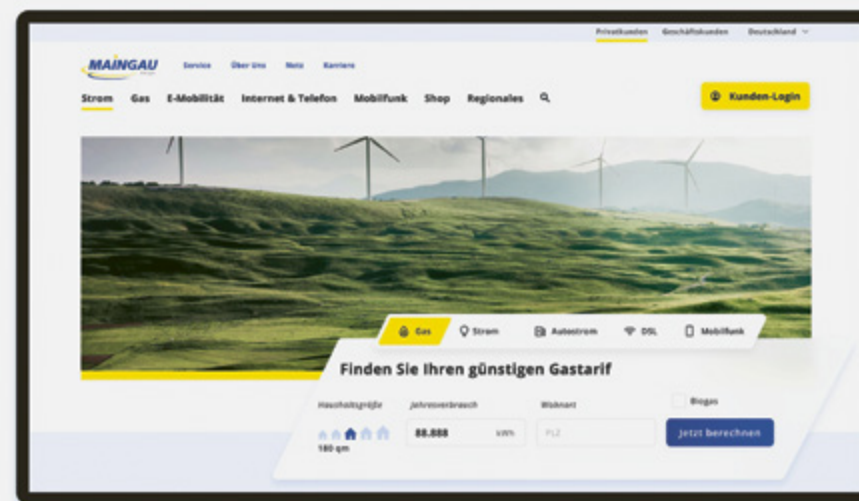 Privatkunden Geschäftskunden Deutschland
MAINGAU
Service Über Uns Netz Karriere
Strom Gas E-Mobilität Internet & Telefon Mobilfunk Shop Regionales
Kunden-Login
Gas Strom Autostrom DSL Mobilfunk
Finden Sie Ihren günstigen Gastarif
Haushaltsgröße Jahresverbrauch Wohnort Biogas
88.888 kWh PLZ Jetzt berechnen
180 qm